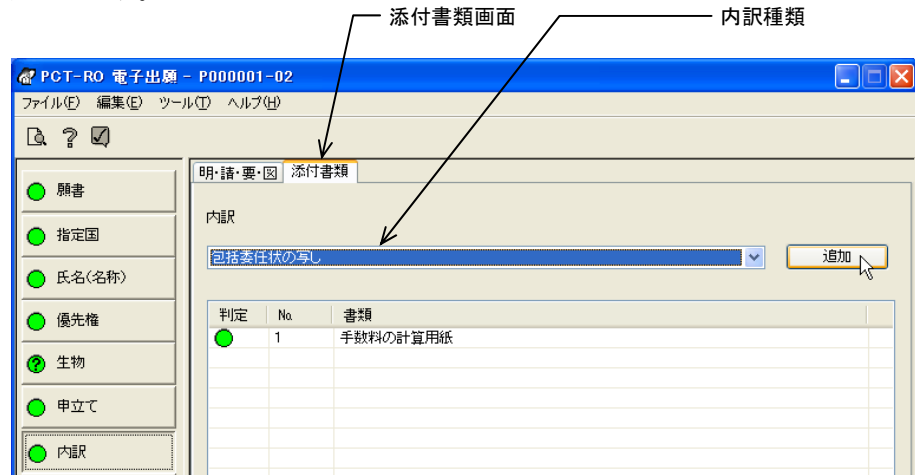 添付書類画面
内訳種類
PCT-RO 電子出願 - P000001-02
ファイル(F) 編集(E) ツール(T) ヘルプ(H)
明・請・要・図 添付書類
願書
指定国
氏名(名称)
優先権
生物
申立て
内訳
内訳
包括委任状の写し
追加
判定 No. 書類
1 手数料の計算用紙